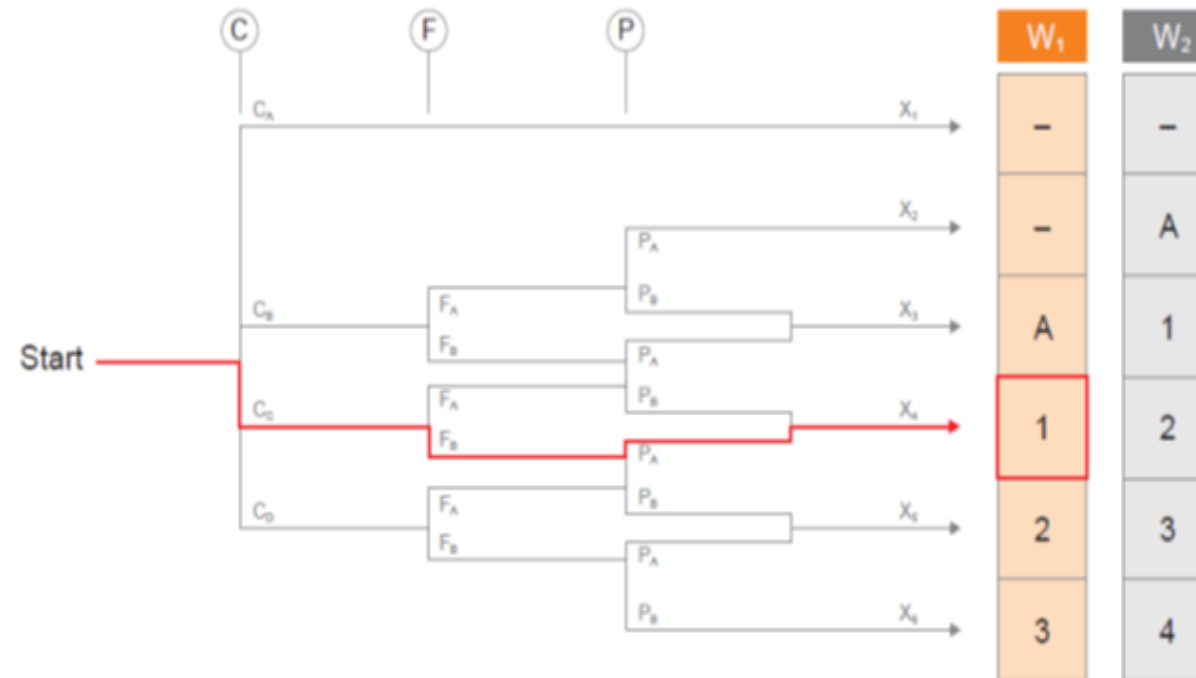 C F P W1 W2
CA X1 – –
X2 – A
PA
FA PB
CB X3 A 1
FB PA
Start
FA PB
CC X4 1 2
FB PA
FA PB
CD X5 2 3
FB PA
PB X6 3 4